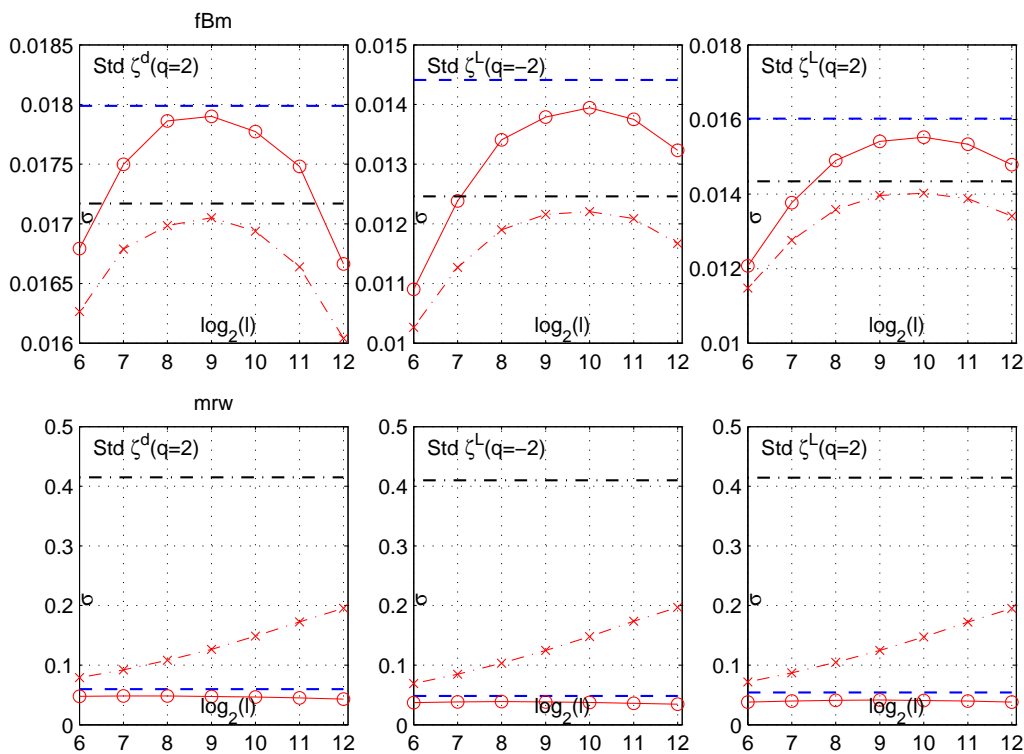 fBm
Std ζ^d(q=2)
0.0185
0.018
0.0175
0.017
0.0165
0.016
σ
log_2(l)
6 7 8 9 10 11 12
Std ζ^L(q=−2)
0.015
0.014
0.013
0.012
0.011
0.01
σ
log_2(l)
6 7 8 9 10 11 12
Std ζ^L(q=2)
0.018
0.016
0.014
0.012
0.01
σ
log_2(l)
6 7 8 9 10 11 12
mrw
Std ζ^d(q=2)
0.5
0.4
0.3
0.2
0.1
0
σ
log_2(l)
6 7 8 9 10 11 12
Std ζ^L(q=−2)
0.5
0.4
0.3
0.2
0.1
0
σ
log_2(l)
6 7 8 9 10 11 12
Std ζ^L(q=2)
0.5
0.4
0.3
0.2
0.1
0
σ
log_2(l)
6 7 8 9 10 11 12